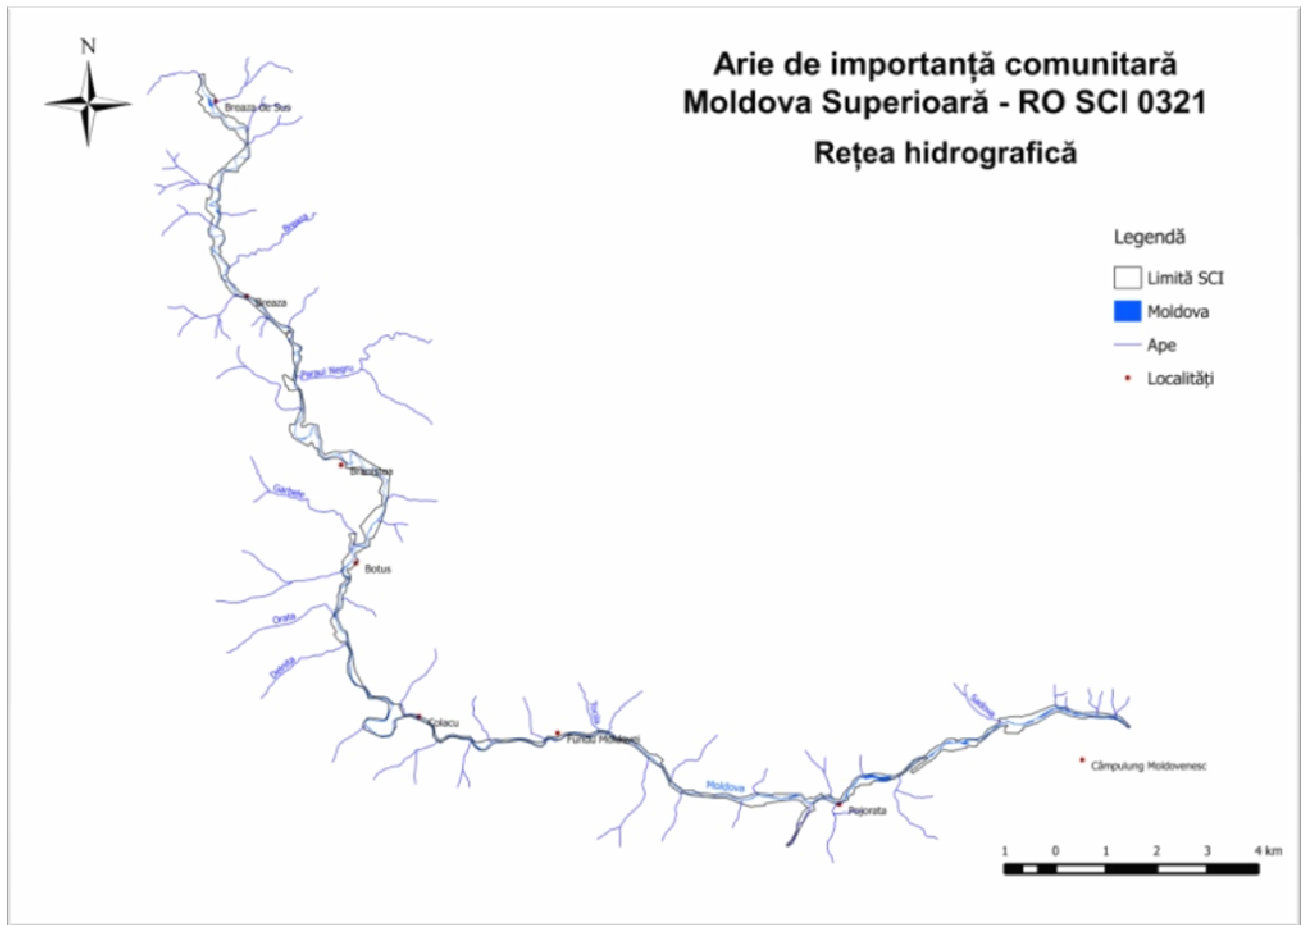 N
Arie de importanță comunitară
Moldova Superioară - RO SCI 0321
Rețea hidrografică
Legendă
Limită SCI
Moldova
Ape
Localități
Breaza de Sus
Breaza
Pârâul Negru
Botus
Orata
Colacu
Fundu Moldovei
Moldova
Sadova
Pojorata
Câmpulung Moldovenesc
1 0 1 2 3 4 km